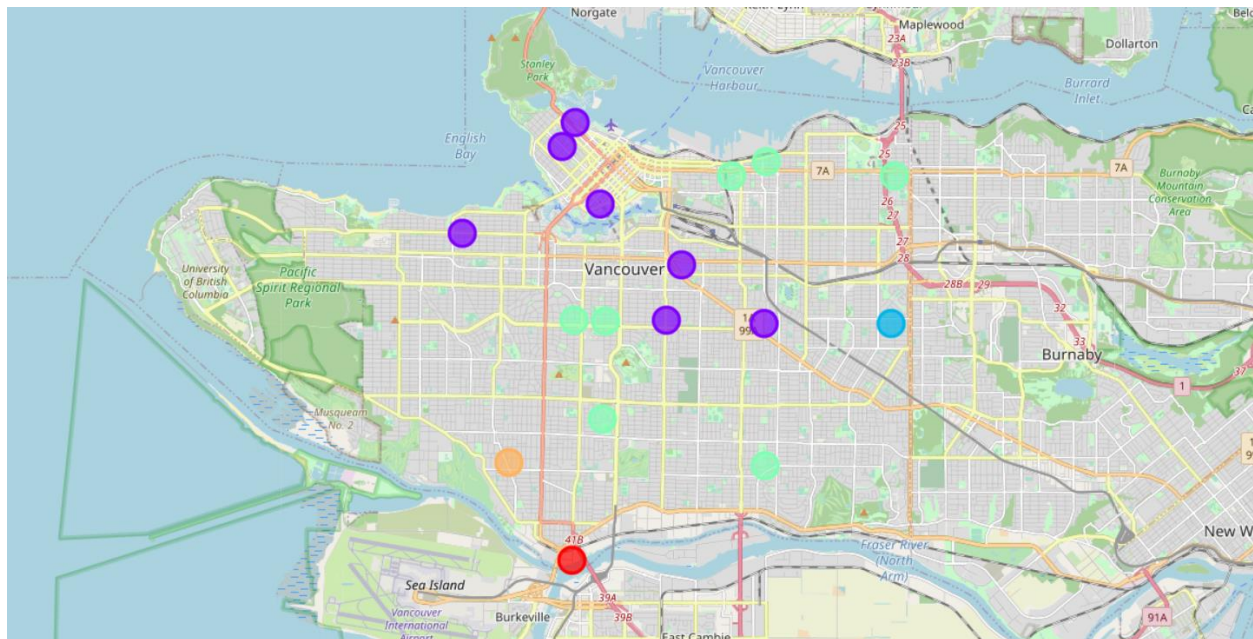 Norgate
23A
Maplewood
Dollarton
23B
Stanley
Park
Vancouver
Harbour
Burrard
Inlet
English
Bay
25
25
7A
7A
26
27
27
28
Burnaby
Mountain
Conservation
Area
University
of British
Columbia
Pacific
Spirit Regional
Park
Vancouver
28B
29
32
33
Burnaby
37
1
Musqueam
No. 2
41B
Sea Island
Fraser River
(North
Arm)
New W
39A
39B
Burkeville
Vancouver
International
Airport
East Cambie
91A